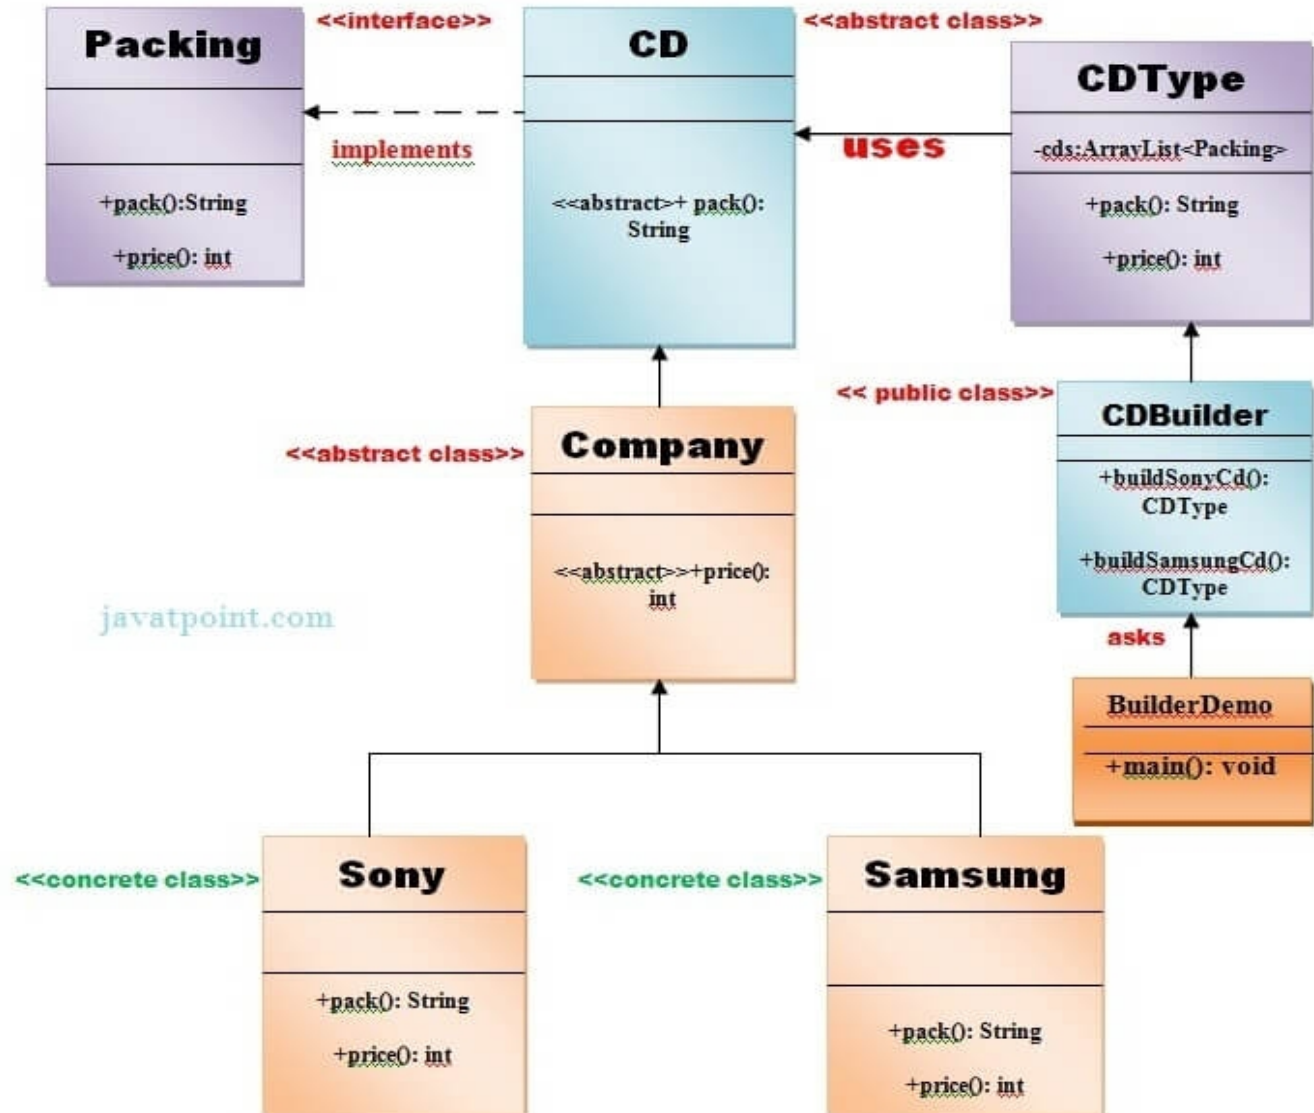 Packing
<<interface>>
+pack():String
+price(): int
implements
CD
<<abstract class>>
<<abstract>+ pack():
String
uses
CDType
-cds:ArrayList<Packing>
+pack(): String
+price(): int
<<abstract class>>
Company
<<abstract>>+price():
int
<< public class>>
CDBuilder
+buildSonyCd():
CDType
+buildSamsungCd():
CDType
asks
BuilderDemo
+main(): void
javatpoint.com
<<concrete class>>
Sony
+pack(): String
+price(): int
<<concrete class>>
Samsung
+pack(): String
+price(): int